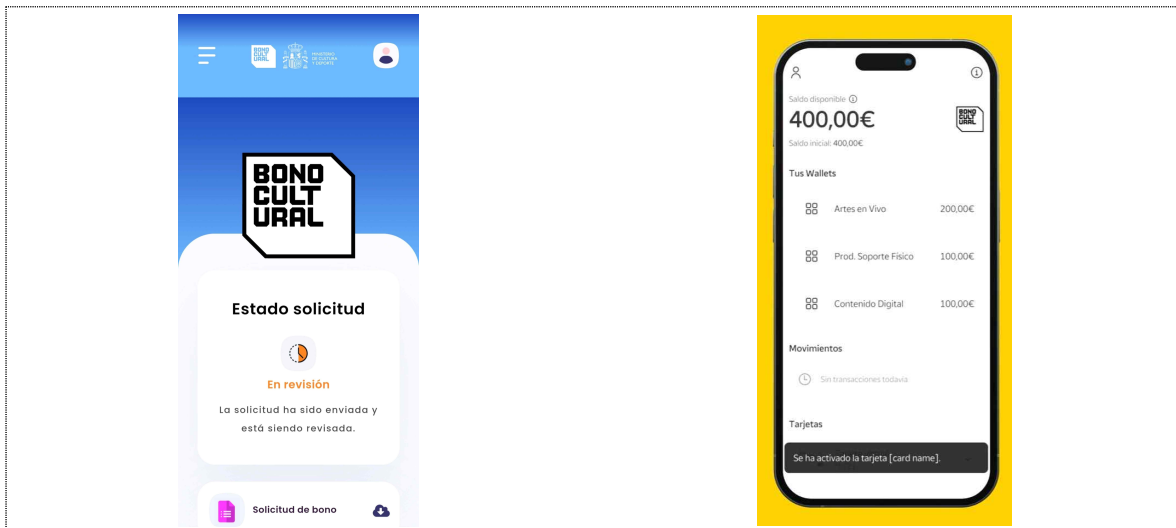 BONO
CULT
URAL
MINISTERIO
DE CULTURA
Y DEPORTE
BONO
CULT
URAL
Estado solicitud
En revisión
La solicitud ha sido enviada y
está siendo revisada.
Solicitud de bono
Saldo disponible
400,00€
Saldo inicial: 400,00€
BONO
CULT
URAL
Tus Wallets
Artes en Vivo 200,00€
Prod. Soporte Físico 100,00€
Contenido Digital 100,00€
Movimientos
Sin transacciones todavía
Tarjetas
Se ha activado la tarjeta [card name].